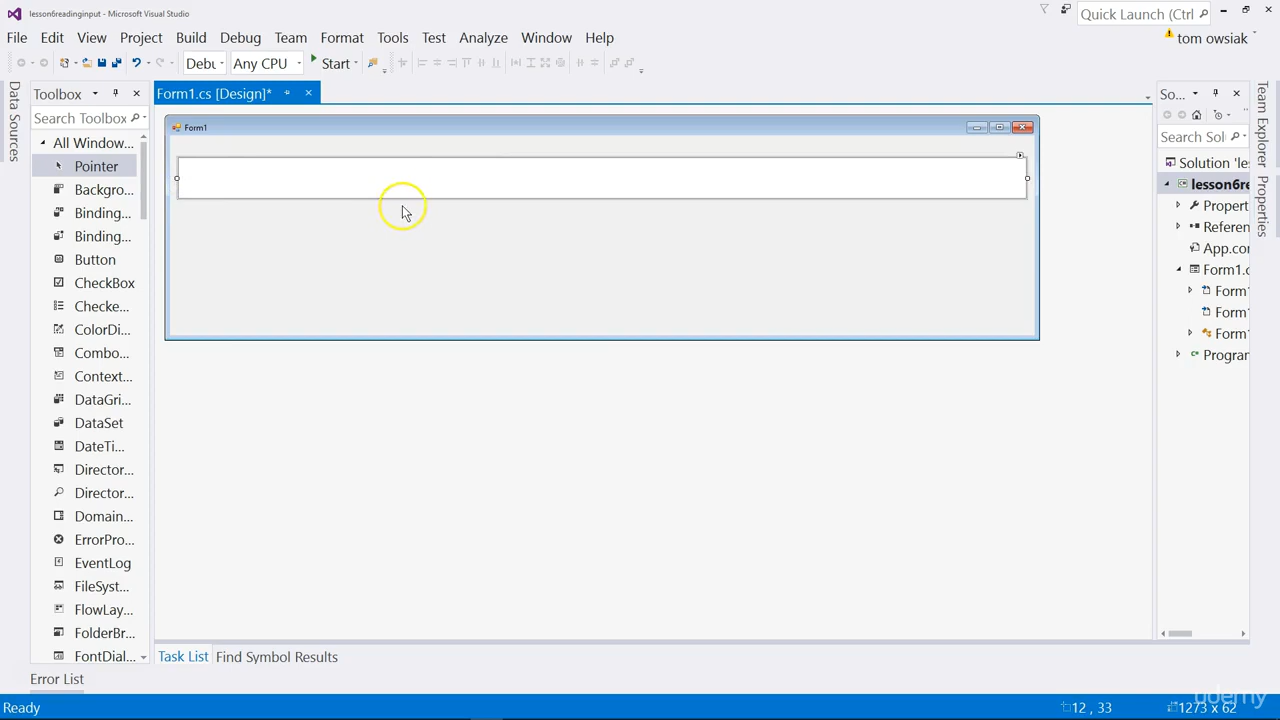 lesson6readinginput - Microsoft Visual Studio
Quick Launch (Ctrl
File Edit View Project Build Debug Team Format Tools Test Analyze Window Help
tom owsiak
Debu Any CPU Start
Data Sources
Toolbox
Search Toolbox
All Window...
Pointer
Backgro...
Binding...
Binding...
Button
CheckBox
Checke...
ColorDi...
Combo...
Context...
DataGri...
DataSet
DateTi...
Director...
Director...
Domain...
ErrorPro...
EventLog
FileSyst...
FlowLay...
FolderBr...
FontDial...
Form1.cs [Design]*
Form1
So...
Search Sol
Solution 'le
lesson6re
Propert
Referen
App.co
Form1.c
Form1
Form1
Form1
Program
Team Explorer
Properties
Task List Find Symbol Results
Error List
Ready
12 , 33
1273 x 62
udemy